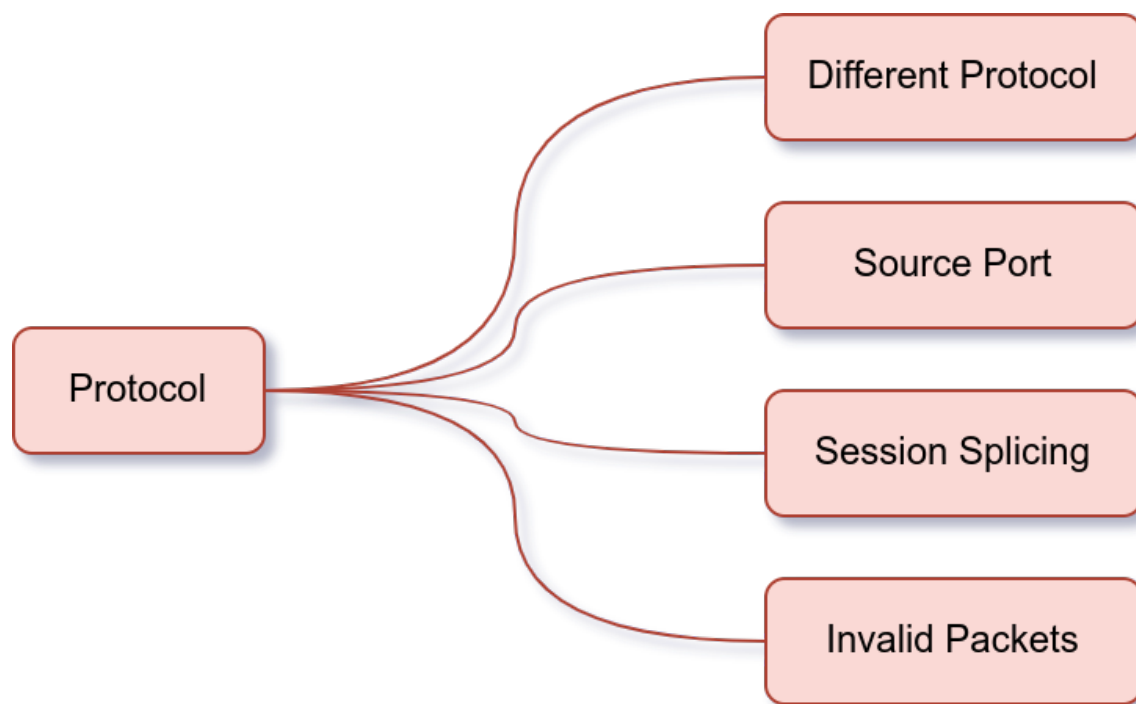 Different Protocol
Source Port
Protocol
Session Splicing
Invalid Packets